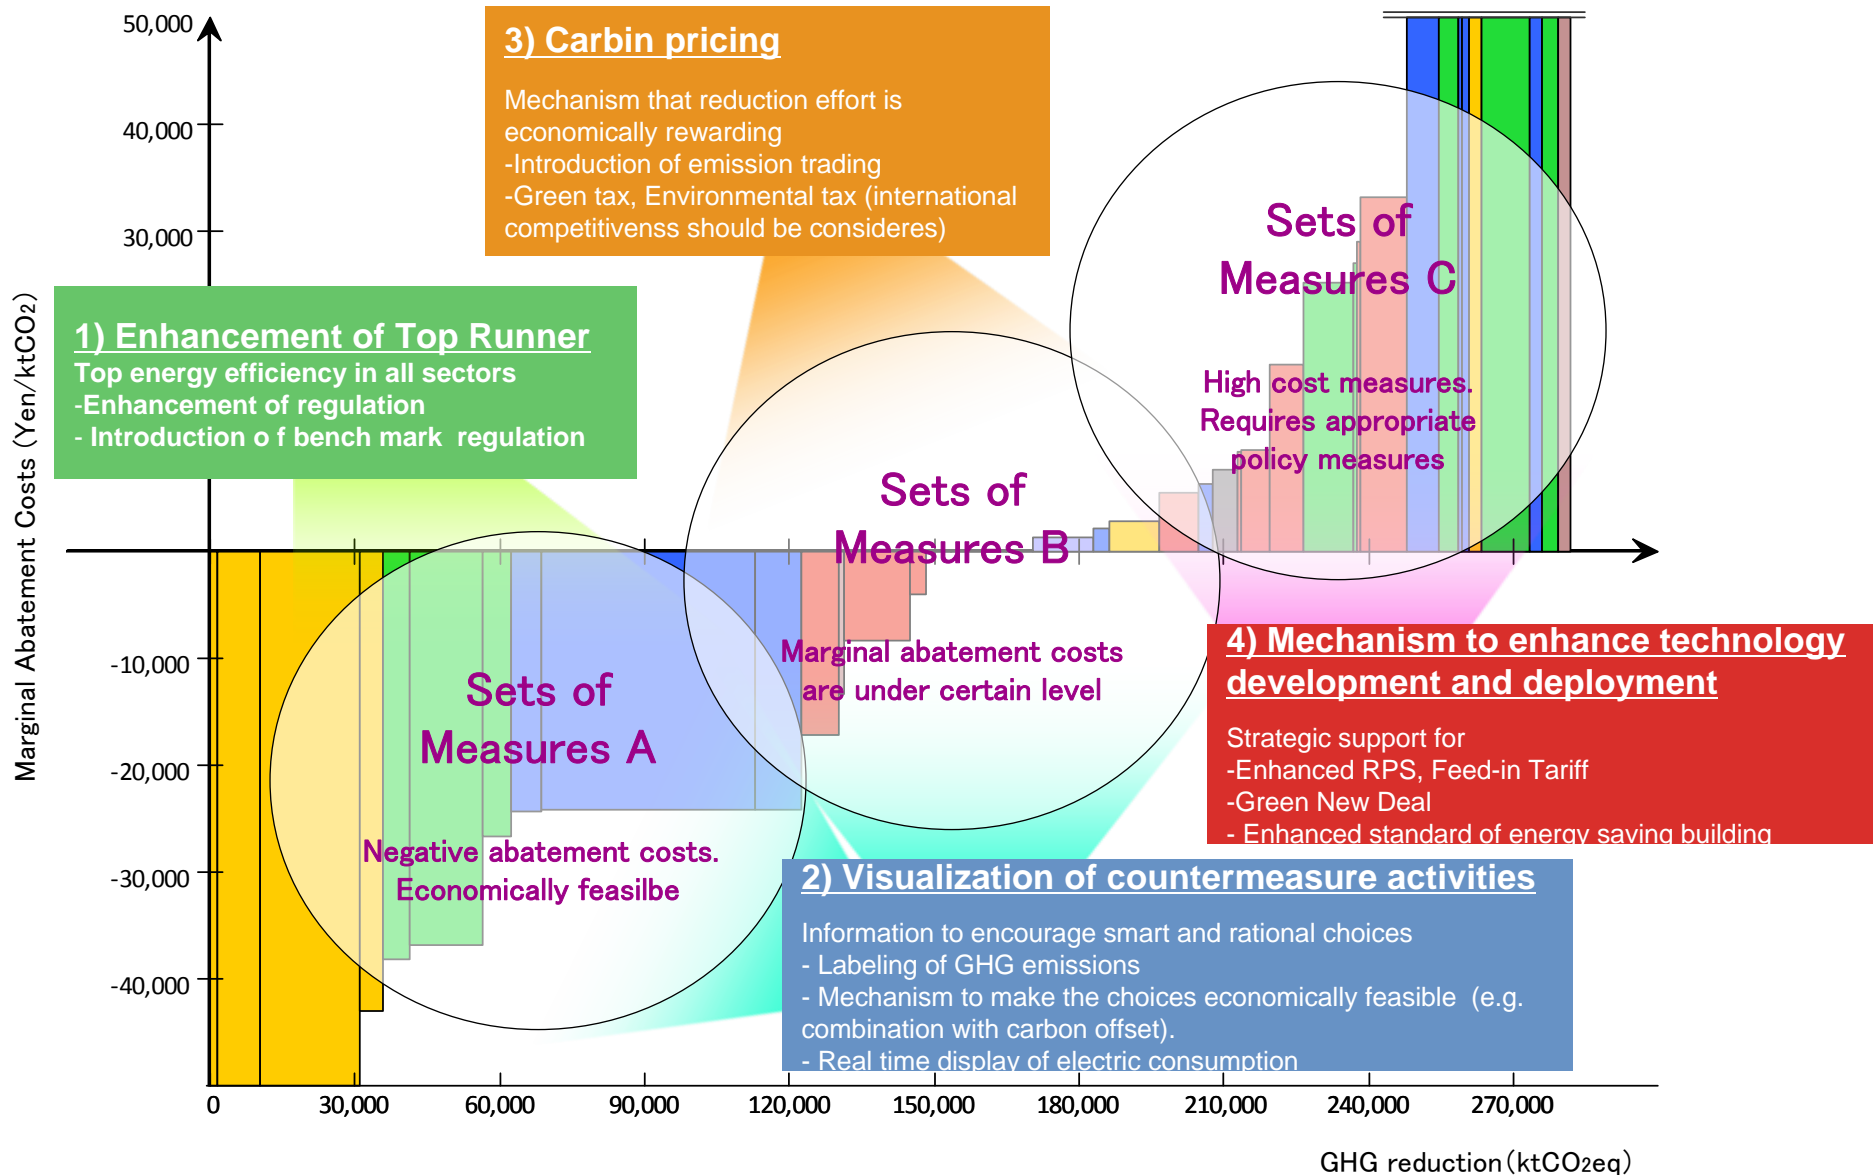 50,000
40,000
30,000
-10,000
-20,000
-30,000
-40,000
Marginal Abatement Costs (Yen/ktCO2)
3) Carbin pricing
Mechanism that reduction effort is
economically rewarding
-Introduction of emission trading
-Green tax, Environmental tax (international
competitivenss should be consideres)
1) Enhancement of Top Runner
Top energy efficiency in all sectors
-Enhancement of regulation
- Introduction o f bench mark regulation
Sets of
Measures C
High cost measures.
Requires appropriate
policy measures
Sets of
Measures B
Marginal abatement costs
are under certain level
Sets of
Measures A
Negative abatement costs.
Economically feasilbe
4) Mechanism to enhance technology
development and deployment
Strategic support for
-Enhanced RPS, Feed-in Tariff
-Green New Deal
- Enhanced standard of energy saving building
2) Visualization of countermeasure activities
Information to encourage smart and rational choices
- Labeling of GHG emissions
- Mechanism to make the choices economically feasible (e.g.
combination with carbon offset).
- Real time display of electric consumption
0 30,000 60,000 90,000 120,000 150,000 180,000 210,000 240,000 270,000
GHG reduction(ktCO2eq)